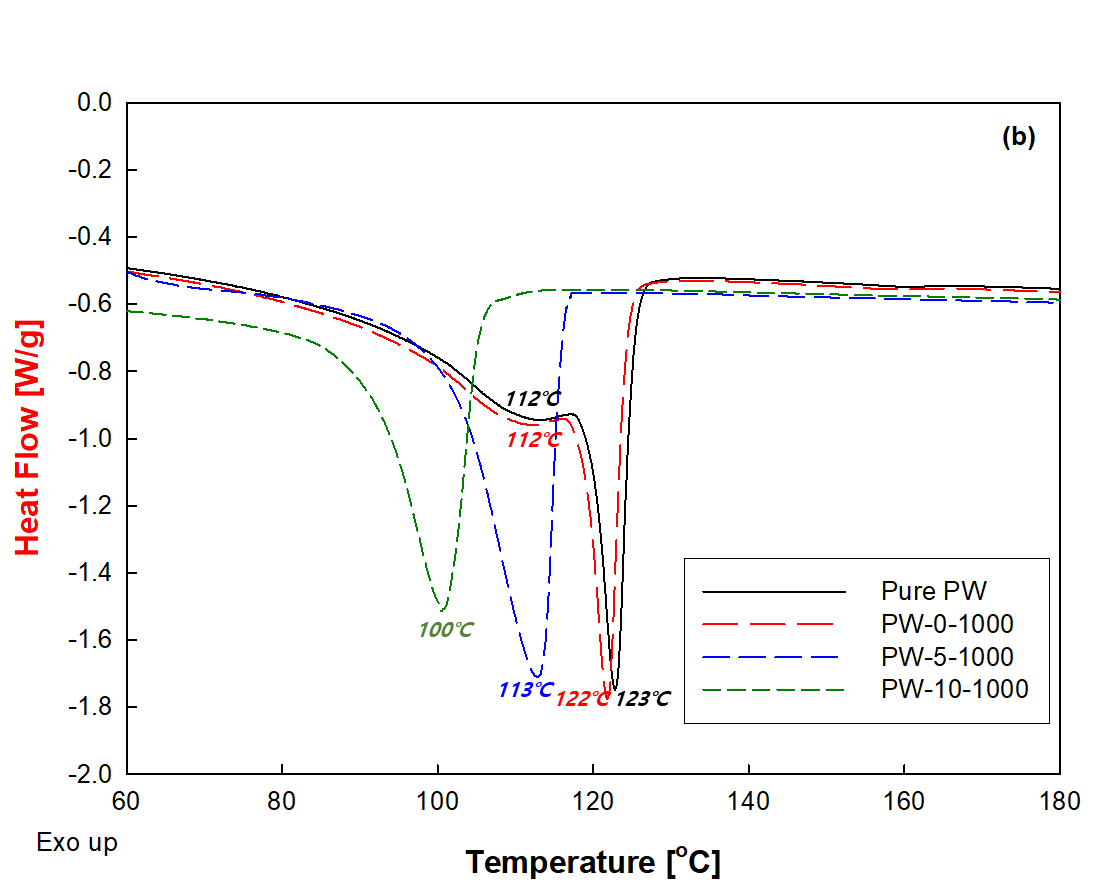 (b)
0.0
-0.2
-0.4
-0.6
-0.8
-1.0
-1.2
-1.4
-1.6
-1.8
-2.0
Heat Flow [W/g]
112℃
112℃
100℃
113℃ 122℃ 123℃
Pure PW
PW-0-1000
PW-5-1000
PW-10-1000
60 80 100 120 140 160 180
Exo up
Temperature [°C]